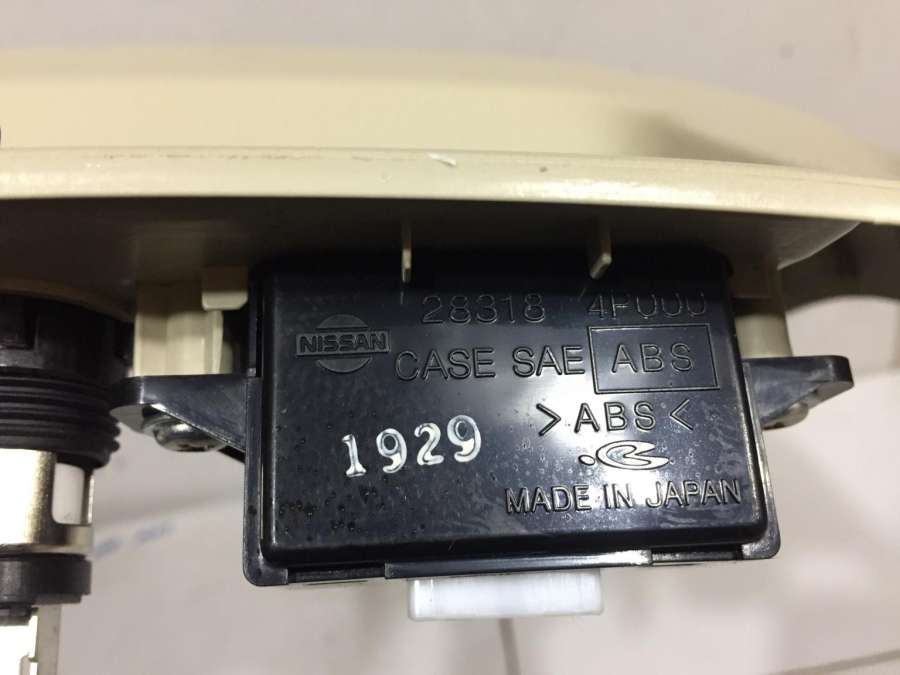 28318 4F000
NISSAN
CASE SAE ABS
>ABS<
1929
MADE IN JAPAN